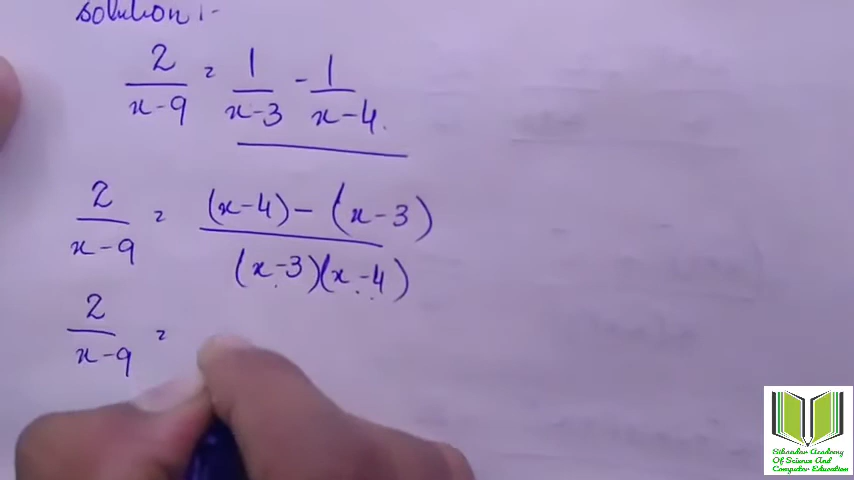 Solution :-
2/(x-9) = 1/(x-3) - 1/(x-4).
2/(x-9) = ((x-4) - (x-3))/((x-3)(x-4))
2/(x-9) =
Sikandar Academy
Of Science And
Computer Education